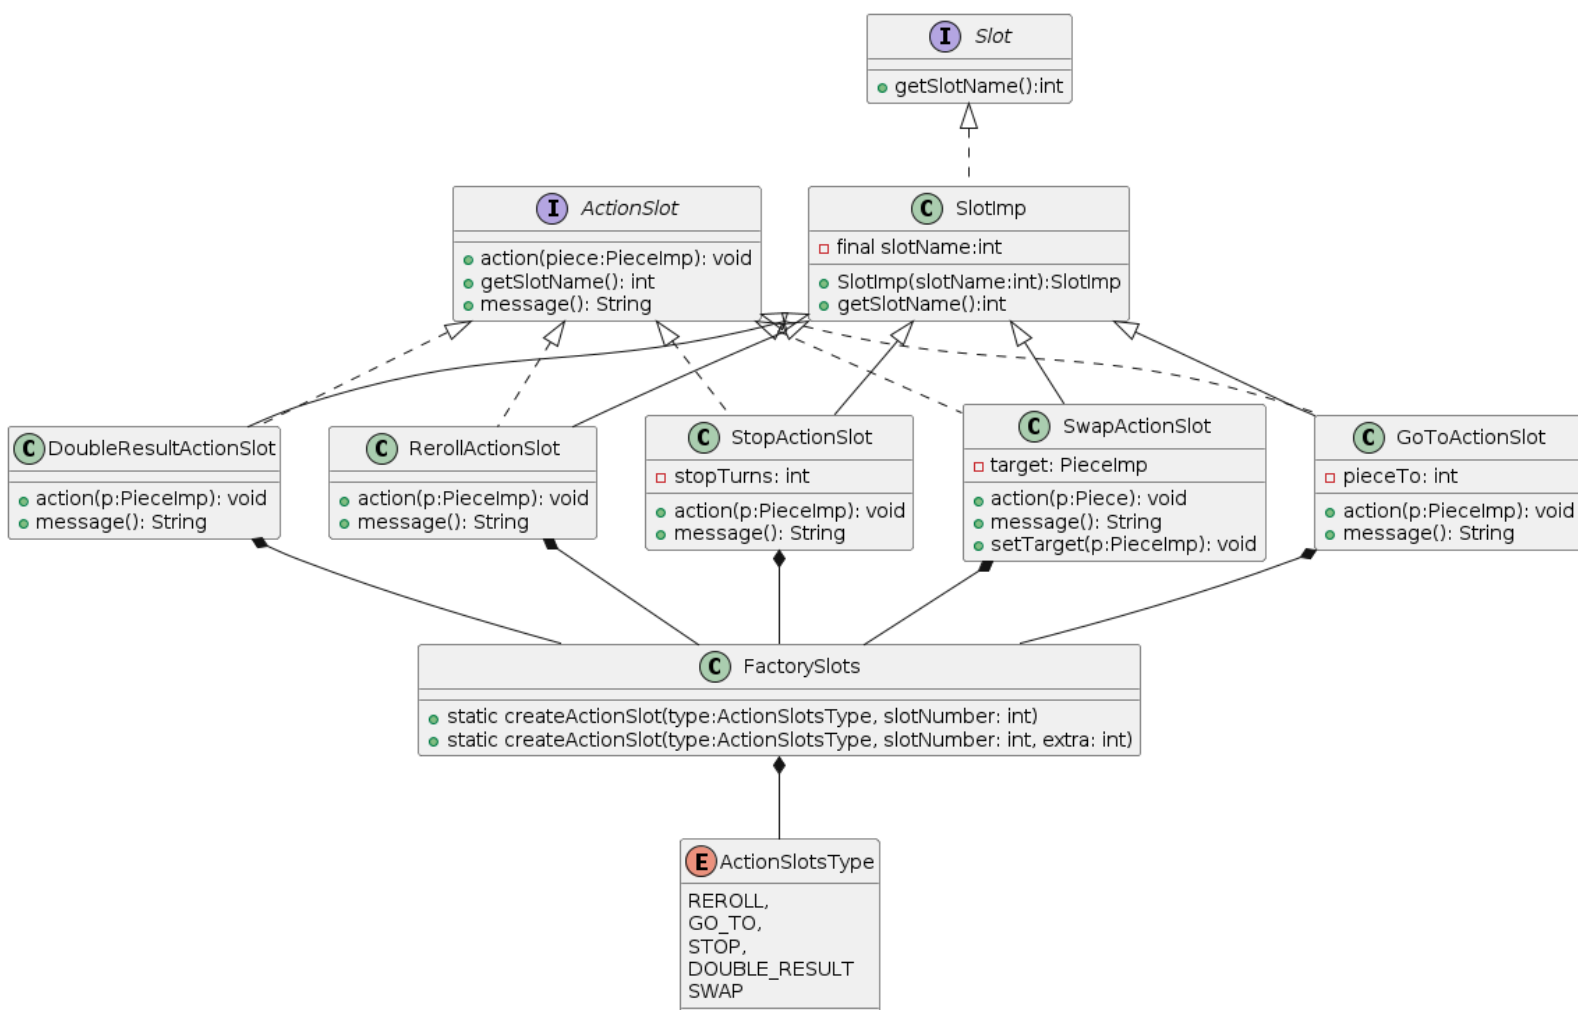 I Slot
getSlotName():int
I ActionSlot
action(piece:PieceImp): void
getSlotName(): int
message(): String
C SlotImp
final slotName:int
SlotImp(slotName:int):SlotImp
getSlotName():int
C DoubleResultActionSlot
action(p:PieceImp): void
message(): String
C RerollActionSlot
action(p:PieceImp): void
message(): String
C StopActionSlot
stopTurns: int
action(p:PieceImp): void
message(): String
C SwapActionSlot
target: PieceImp
action(p:Piece): void
message(): String
setTarget(p:PieceImp): void
C GoToActionSlot
pieceTo: int
action(p:PieceImp): void
message(): String
C FactorySlots
static createActionSlot(type:ActionSlotsType, slotNumber: int)
static createActionSlot(type:ActionSlotsType, slotNumber: int, extra: int)
E ActionSlotsType
REROLL,
GO_TO,
STOP,
DOUBLE_RESULT
SWAP